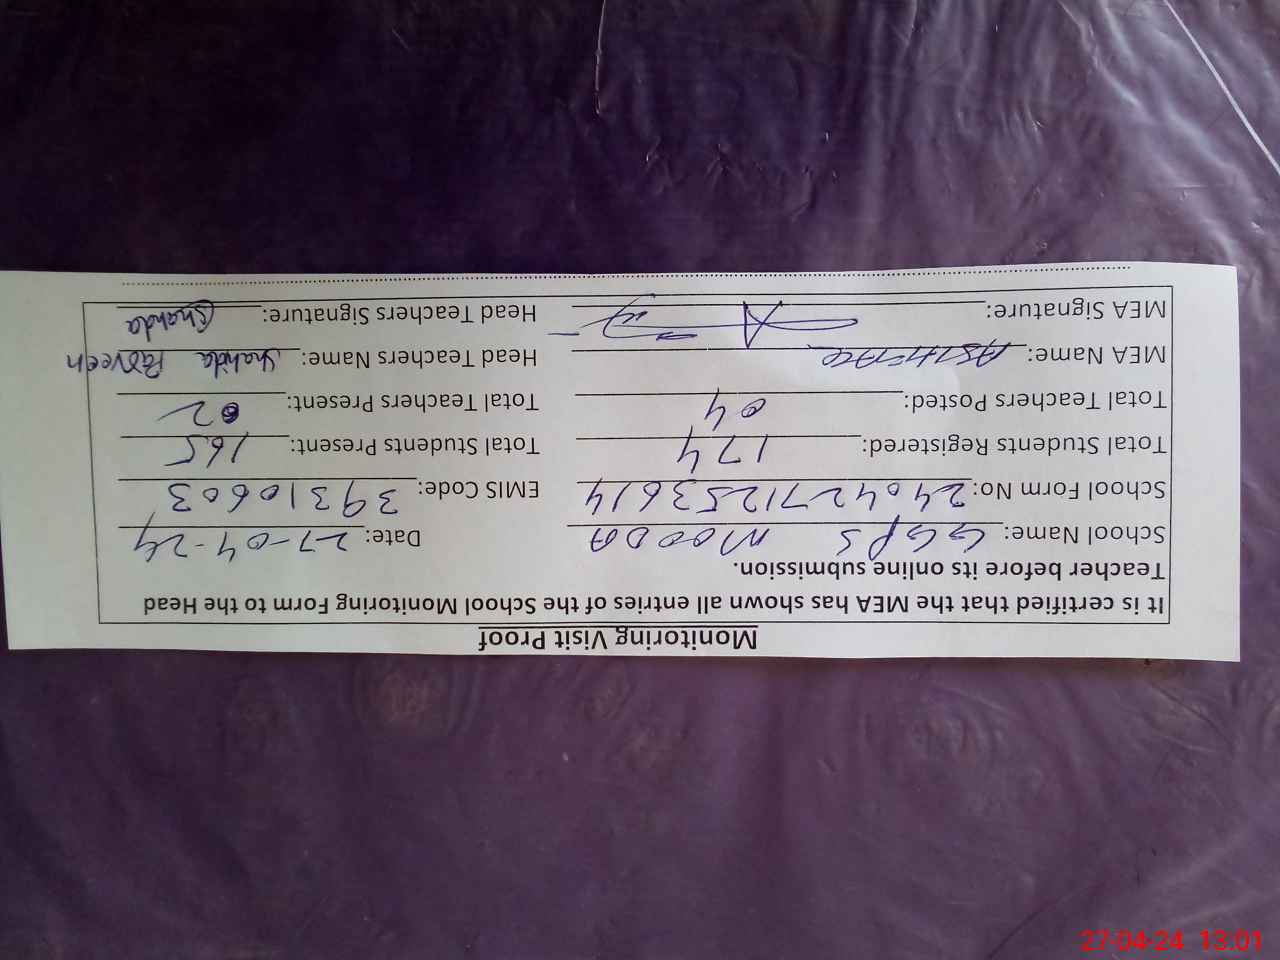 Monitoring Visit Proof
It is certified that the MEA has shown all entries of the School Monitoring Form to the Head
Teacher before its online submission.
School Name: GGPS MOODA Date: 27-04-24
School Form No: 240427125 3614 EMIS Code: 39310603
Total Students Registered: 174 Total Students Present: 165
Total Teachers Posted: 04 Total Teachers Present: 02
MEA Name: Head Teachers Name: Shahida Parveen
MEA Signature: Head Teachers Signature: Shahida
27-04-24 13:01